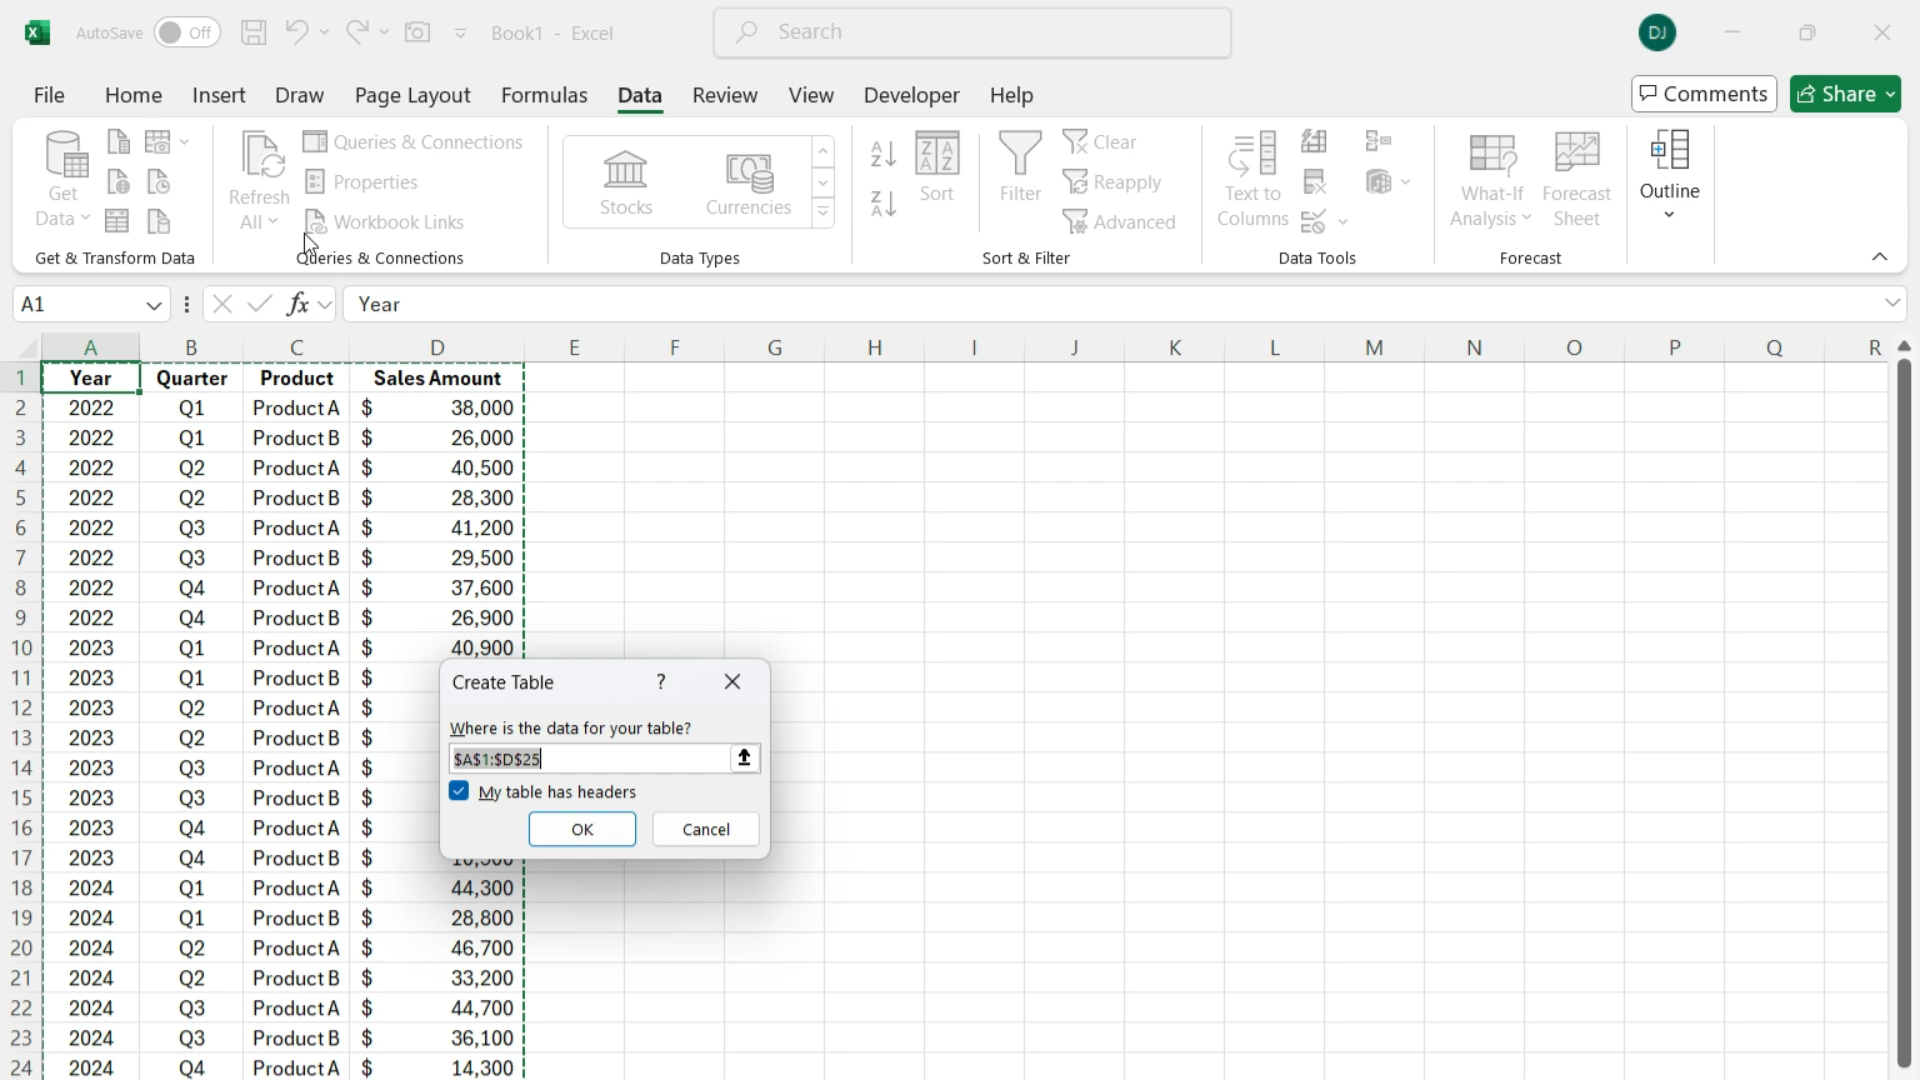 AutoSave Off Book1 - Excel Search DJ
File Home Insert Draw Page Layout Formulas Data Review View Developer Help Comments Share
Get Data
Get & Transform Data
Refresh All
Queries & Connections
Properties
Workbook Links
Queries & Connections
Stocks Currencies
Data Types
Sort
Filter
Clear
Reapply
Advanced
Sort & Filter
Text to Columns
Data Tools
What-If Analysis
Forecast Sheet
Forecast
Outline
A1 fx Year
A B C D E F G H I J K L M N O P Q R
1 Year Quarter Product Sales Amount
2 2022 Q1 Product A $ 38,000
3 2022 Q1 Product B $ 26,000
4 2022 Q2 Product A $ 40,500
5 2022 Q2 Product B $ 28,300
6 2022 Q3 Product A $ 41,200
7 2022 Q3 Product B $ 29,500
8 2022 Q4 Product A $ 37,600
9 2022 Q4 Product B $ 26,900
10 2023 Q1 Product A $ 40,900
11 2023 Q1 Product B $
12 2023 Q2 Product A $
13 2023 Q2 Product B $
14 2023 Q3 Product A $
15 2023 Q3 Product B $
16 2023 Q4 Product A $
17 2023 Q4 Product B $
18 2024 Q1 Product A $ 44,300
19 2024 Q1 Product B $ 28,800
20 2024 Q2 Product A $ 46,700
21 2024 Q2 Product B $ 33,200
22 2024 Q3 Product A $ 44,700
23 2024 Q3 Product B $ 36,100
24 2024 Q4 Product A $ 14,300
Create Table ?
Where is the data for your table?
$A$1:$D$25
My table has headers
OK Cancel